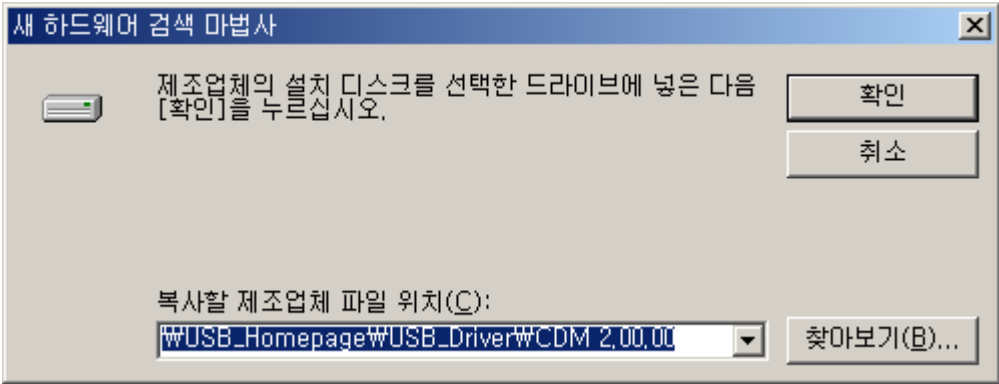 새 하드웨어 검색 마법사
제조업체의 설치 디스크를 선택한 드라이브에 넣은 다음
[확인]을 누르십시오.
확인
취소
복사할 제조업체 파일 위치(C):
₩USB_Homepage₩USB_Driver₩CDM 2,00,00
찾아보기(B)...